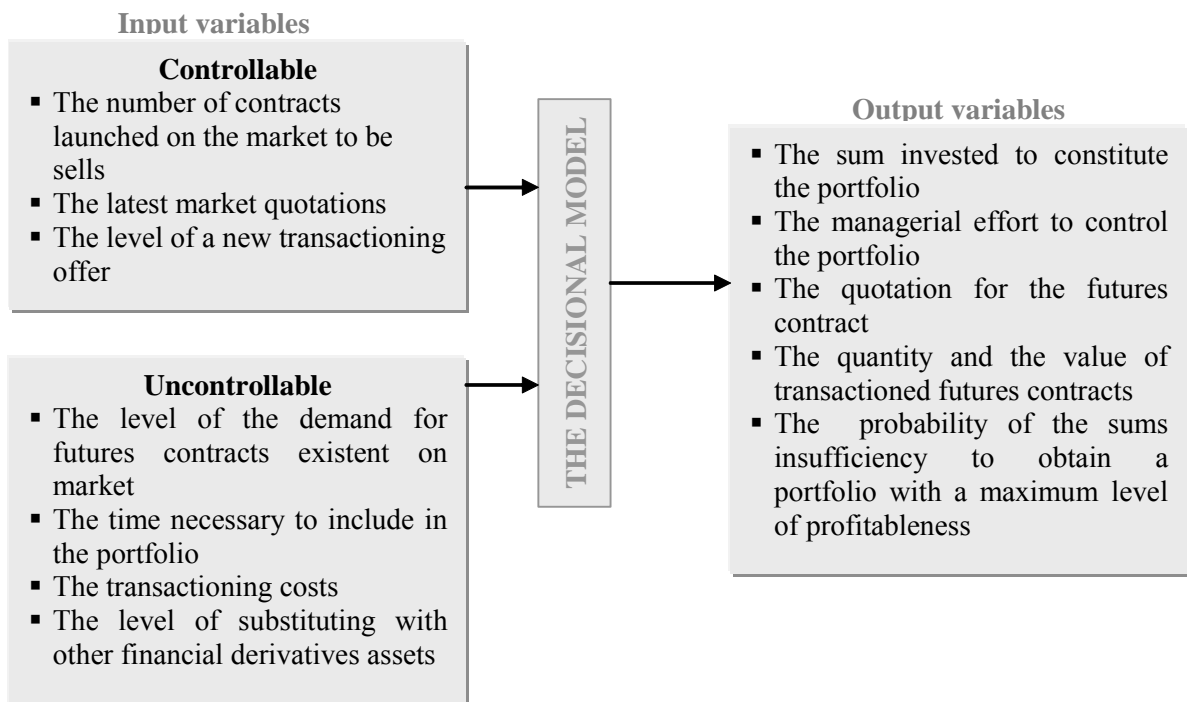 Input variables
Controllable
▪ The number of contracts
launched on the market to be
sells
▪ The latest market quotations
▪ The level of a new transactioning
offer
Uncontrollable
▪ The level of the demand for
futures contracts existent on
market
▪ The time necessary to include in
the portfolio
▪ The transactioning costs
▪ The level of substituting with
other financial derivatives assets
THE DECISIONAL MODEL
Output variables
▪ The sum invested to constitute
the portfolio
▪ The managerial effort to control
the portfolio
▪ The quotation for the futures
contract
▪ The quantity and the value of
transactioned futures contracts
▪ The probability of the sums
insufficiency to obtain a
portfolio with a maximum level
of profitableness